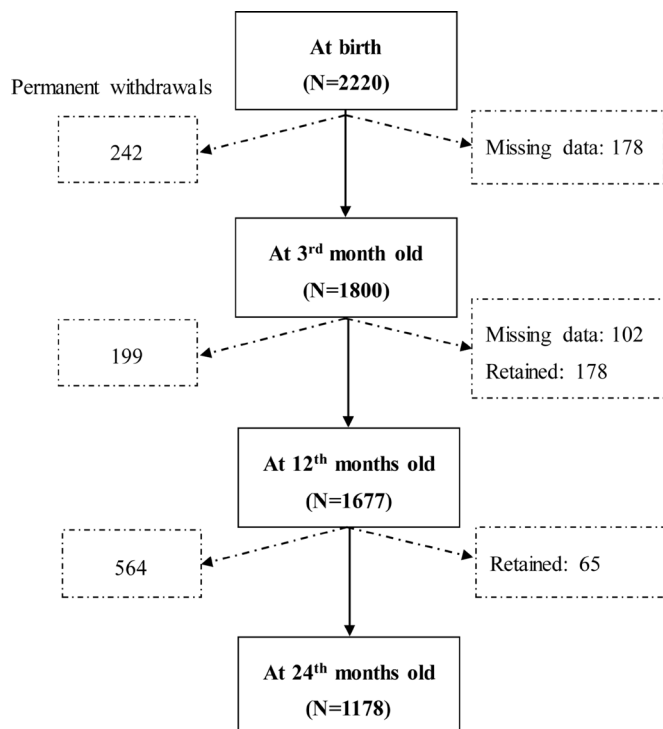 At birth
(N=2220)
Permanent withdrawals
242
Missing data: 178
At 3rd month old
(N=1800)
199
Missing data: 102
Retained: 178
At 12th months old
(N=1677)
564
Retained: 65
At 24th months old
(N=1178)